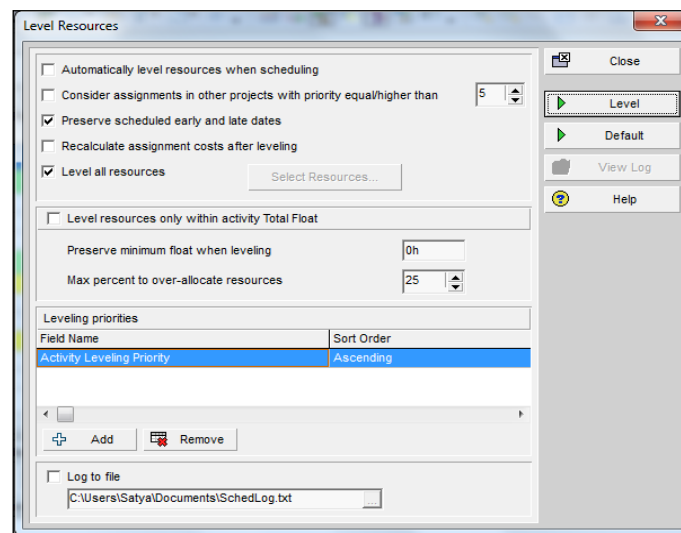 Level Resources
Automatically level resources when scheduling
Consider assignments in other projects with priority equal/higher than 5
Preserve scheduled early and late dates
Recalculate assignment costs after leveling
Level all resources Select Resources...
Level resources only within activity Total Float
Preserve minimum float when leveling 0h
Max percent to over-allocate resources 25
Leveling priorities
Field Name Sort Order
Activity Leveling Priority Ascending
Add Remove
Log to file
C:\Users\Satya\Documents\SchedLog.txt ...
Close
Level
Default
View Log
Help